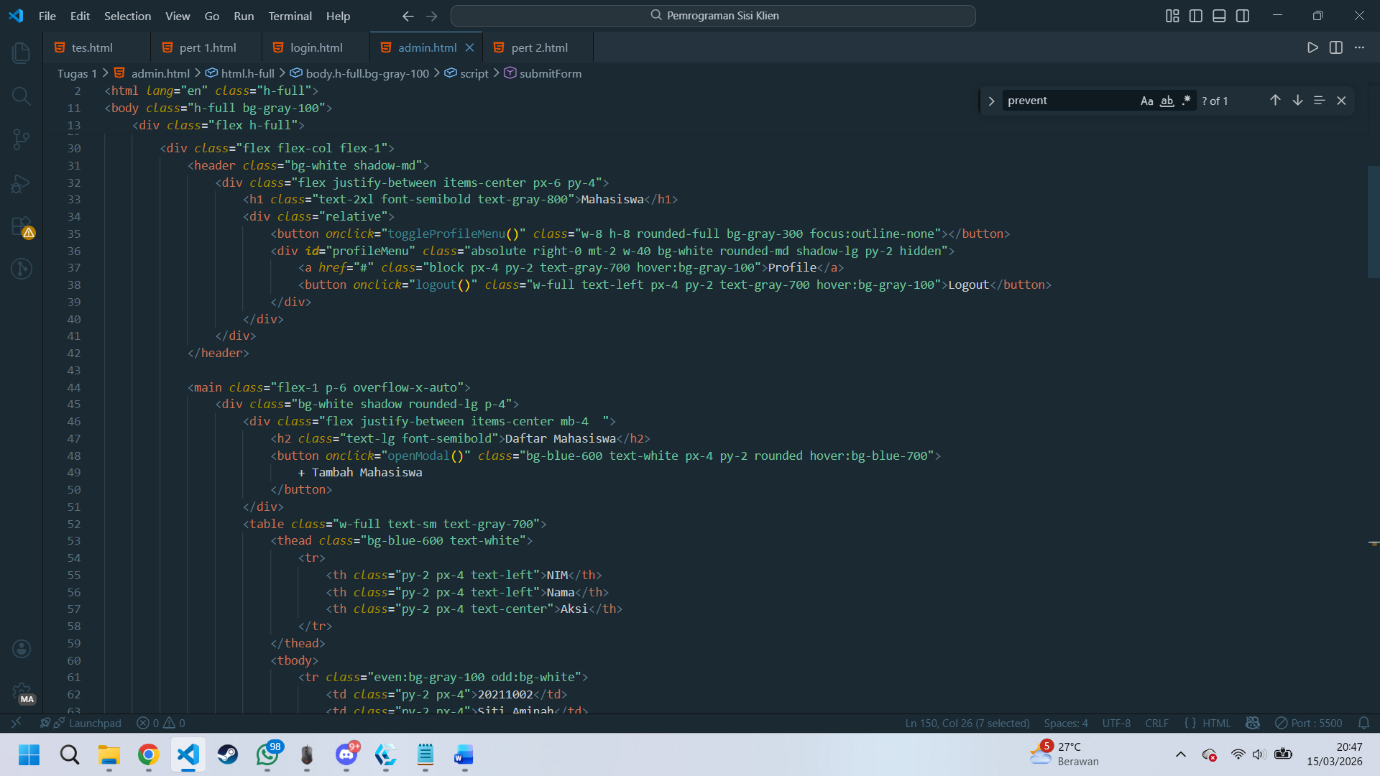 File Edit Selection View Go Run Terminal Help Pemrograman Sisi Klien
tes.html pert 1.html login.html admin.html pert 2.html
Tugas 1 > admin.html > html.h-full > body.h-full.bg-gray-100 > script > submitForm
prevent Aa ab .* ? of 1
2 <html lang="en" class="h-full">
11 <body class="h-full bg-gray-100">
13 <div class="flex h-full">
30 <div class="flex flex-col flex-1">
31 <header class="bg-white shadow-md">
32 <div class="flex justify-between items-center px-6 py-4">
33 <h1 class="text-2xl font-semibold text-gray-800">Mahasiswa</h1>
34 <div class="relative">
35 <button onclick="toggleProfileMenu()" class="w-8 h-8 rounded-full bg-gray-300 focus:outline-none"></button>
36 <div id="profileMenu" class="absolute right-0 mt-2 w-40 bg-white rounded-md shadow-lg py-2 hidden">
37 <a href="#" class="block px-4 py-2 text-gray-700 hover:bg-gray-100">Profile</a>
38 <button onclick="logout()" class="w-full text-left px-4 py-2 text-gray-700 hover:bg-gray-100">Logout</button>
39 </div>
40 </div>
41 </div>
42 </header>
43
44 <main class="flex-1 p-6 overflow-x-auto">
45 <div class="bg-white shadow rounded-lg p-4">
46 <div class="flex justify-between items-center mb-4  ">
47 <h2 class="text-lg font-semibold">Daftar Mahasiswa</h2>
48 <button onclick="openModal()" class="bg-blue-600 text-white px-4 py-2 rounded hover:bg-blue-700">
49 + Tambah Mahasiswa
50 </button>
51 </div>
52 <table class="w-full text-sm text-gray-700">
53 <thead class="bg-blue-600 text-white">
54 <tr>
55 <th class="py-2 px-4 text-left">NIM</th>
56 <th class="py-2 px-4 text-left">Nama</th>
57 <th class="py-2 px-4 text-center">Aksi</th>
58 </tr>
59 </thead>
60 <tbody>
61 <tr class="even:bg-gray-100 odd:bg-white">
62 <td class="py-2 px-4">20211002</td>
63 <td class="py-2 px-4">Siti Aminah</td>
MA
Launchpad 0 0 Ln 150, Col 26 (7 selected) Spaces: 4 UTF-8 CRLF { } HTML Port : 5500
98 9+ 5 27°C 20:47
Berawan 15/03/2026